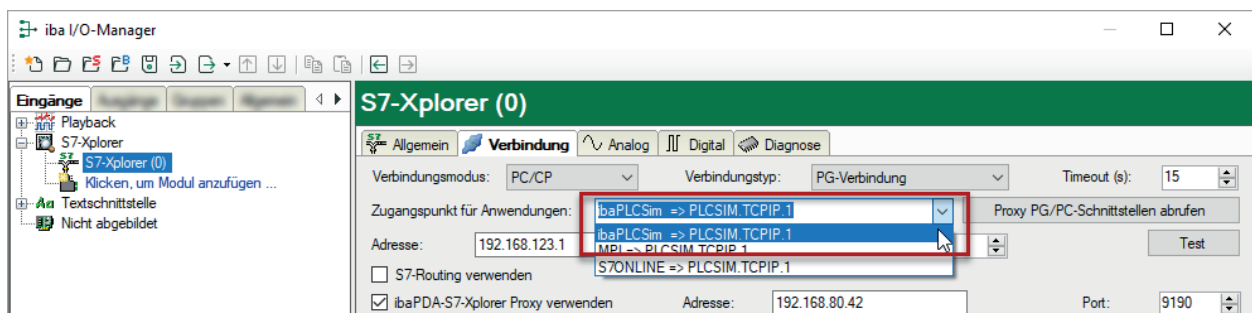 iba I/O-Manager
Eingänge
Playback
S7-Xplorer
S7-Xplorer (0)
Klicken, um Modul anzufügen ...
Textschnittstelle
Nicht abgebildet
S7-Xplorer (0)
Allgemein Verbindung Analog Digital Diagnose
Verbindungsmodus: PC/CP Verbindungstyp: PG-Verbindung Timeout (s): 15
Zugangspunkt für Anwendungen: ibaPLCSim => PLCSIM.TCPIP.1 Proxy PG/PC-Schnittstellen abrufen
ibaPLCSim => PLCSIM.TCPIP.1
Adresse: 192.168.123.1 MPI => PLCSIM.TCPIP.1 Test
S7ONLINE => PLCSIM.TCPIP.1
S7-Routing verwenden
ibaPDA-S7-Xplorer Proxy verwenden Adresse: 192.168.80.42 Port: 9190